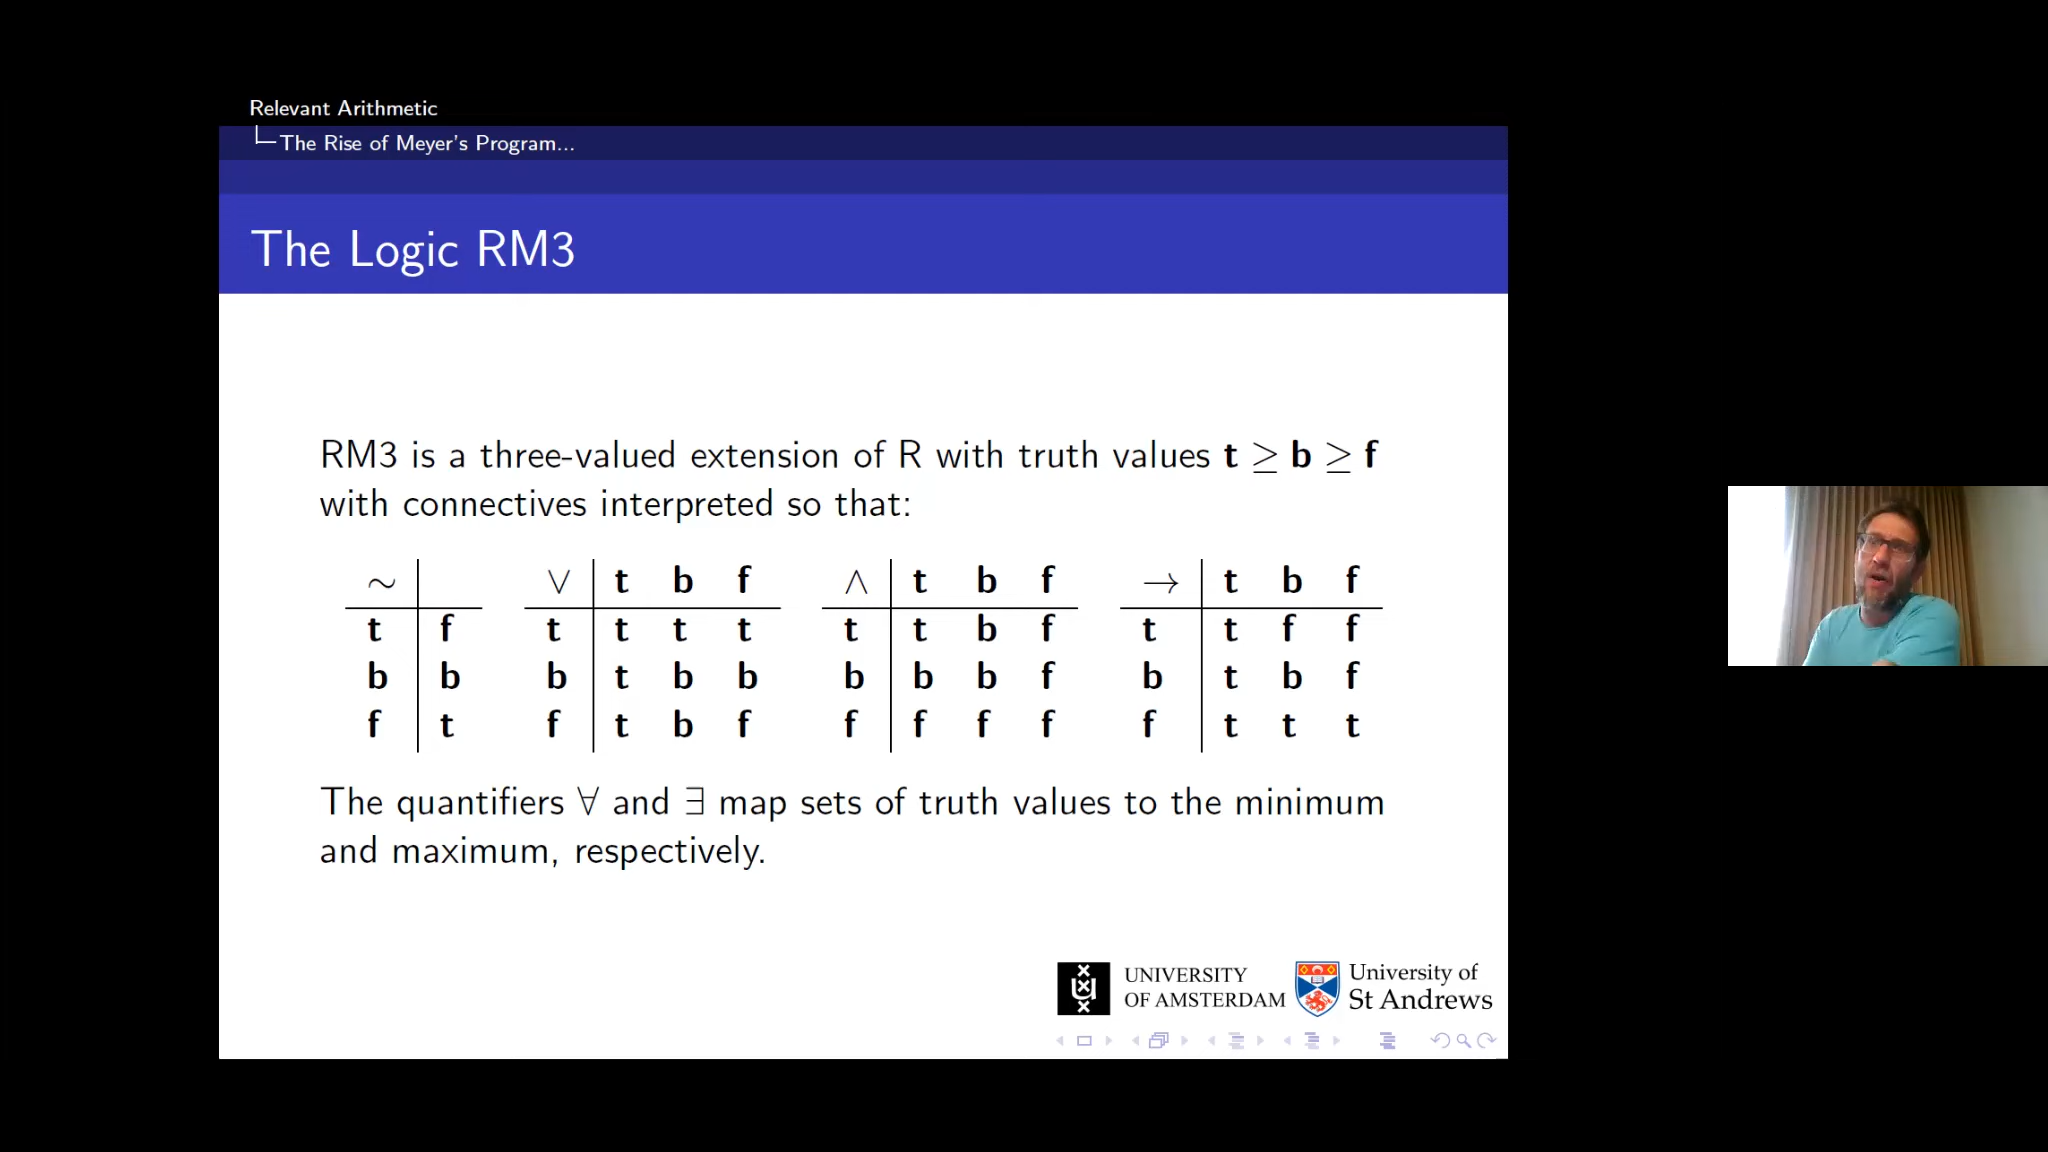 Relevant Arithmetic
The Rise of Meyer's Program...
The Logic RM3
RM3 is a three-valued extension of R with truth values t ≥ b ≥ f
with connectives interpreted so that:
∼ ∨ t b f ∧ t b f → t b f
t f t t t t t t b f t t f f
b b b t b b b b b f b t b f
f t f t b f f f f f f t t t
The quantifiers ∀ and ∃ map sets of truth values to the minimum
and maximum, respectively.
UNIVERSITY
OF AMSTERDAM
University of
St Andrews